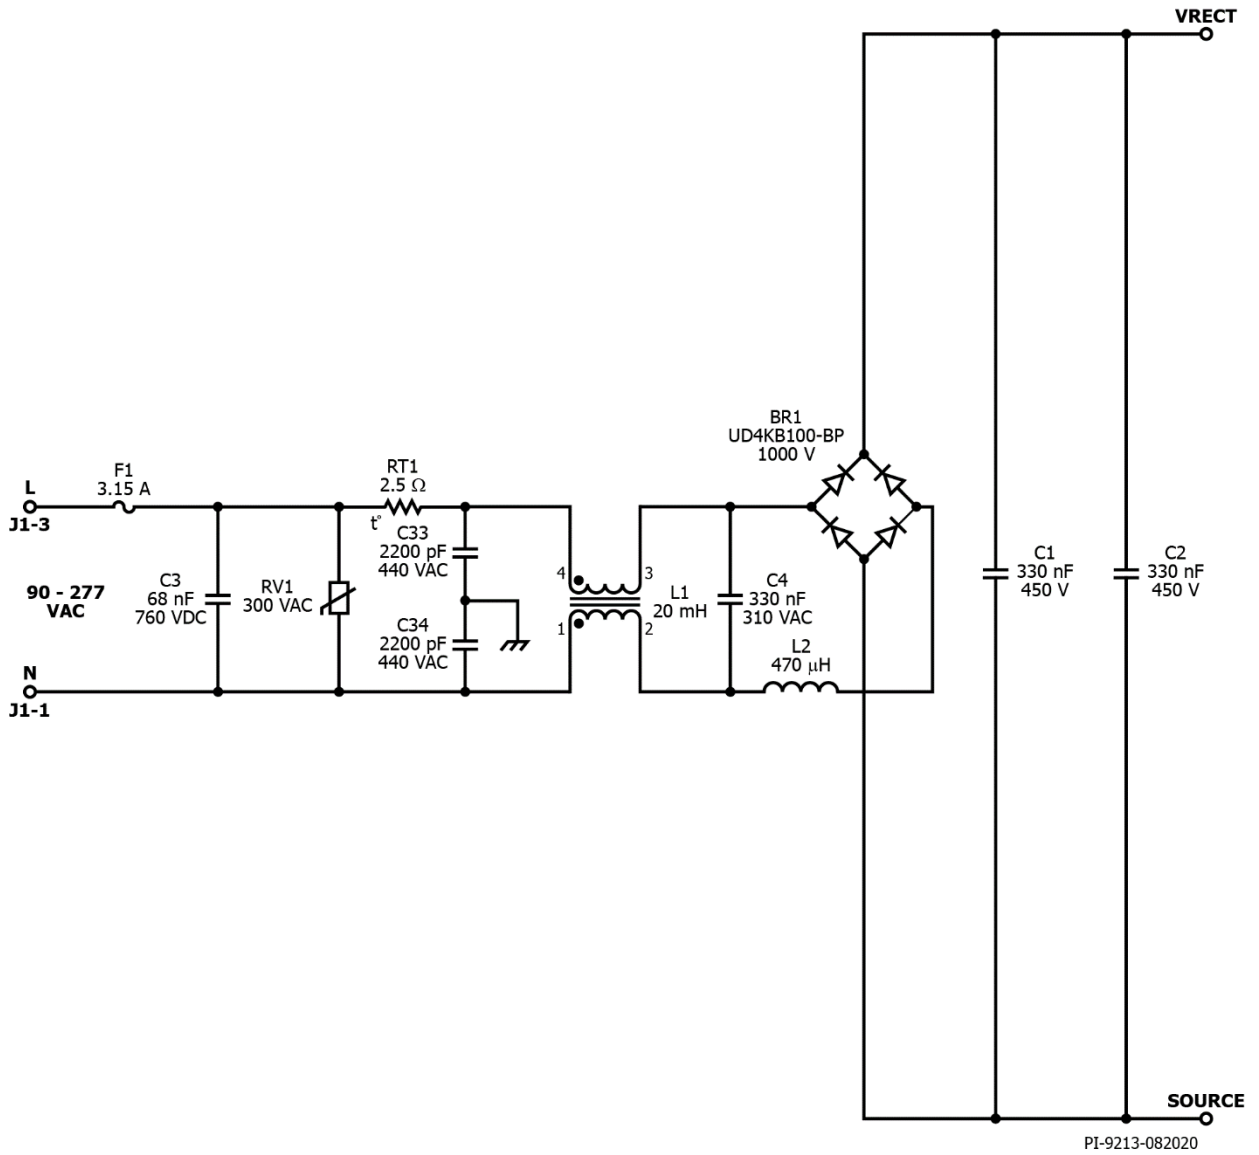 VRECT
BR1
UD4KB100-BP
1000 V
F1
3.15 A
RT1
2.5 Ω
t°
L
J1-3
C33
2200 pF
440 VAC
90 - 277
VAC
C3
68 nF
760 VDC
RV1
300 VAC
4
3
L1
20 mH
1
2
C4
330 nF
310 VAC
C1
330 nF
450 V
C2
330 nF
450 V
C34
2200 pF
440 VAC
L2
470 μH
N
J1-1
SOURCE
PI-9213-082020